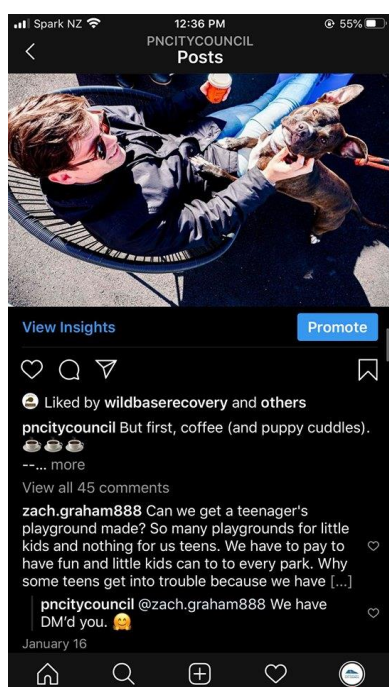 Spark NZ 12:36 PM 55%
PNCITYCOUNCIL
Posts
View Insights Promote
Liked by wildbaserecovery and others
pncitycouncil But first, coffee (and puppy cuddles).
☕☕☕
--... more
View all 45 comments
zach.graham888 Can we get a teenager's
playground made? So many playgrounds for little
kids and nothing for us teens. We have to pay to
have fun and little kids can to to every park. Why
some teens get into trouble because we have [...]
pncitycouncil @zach.graham888 We have
DM'd you. 🤗
January 16